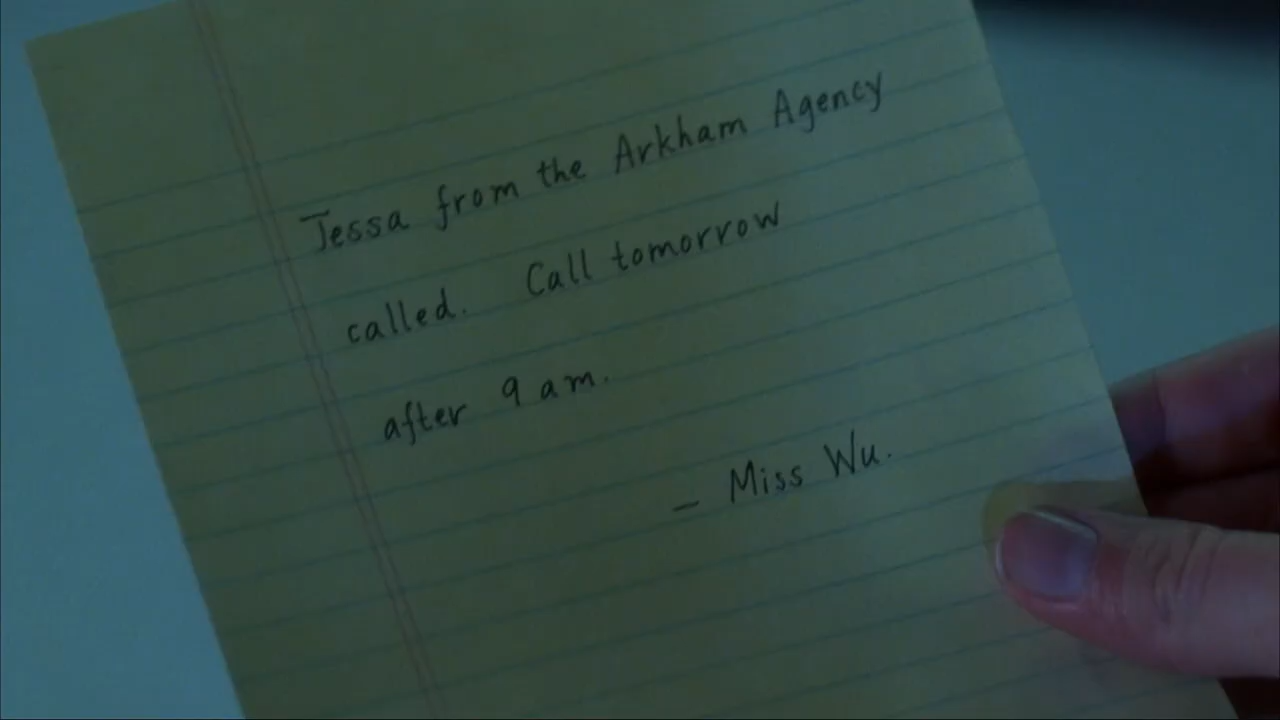 Jessa from the Arkham Agency
called. Call tomorrow
after 9 am.
– Miss Wu.